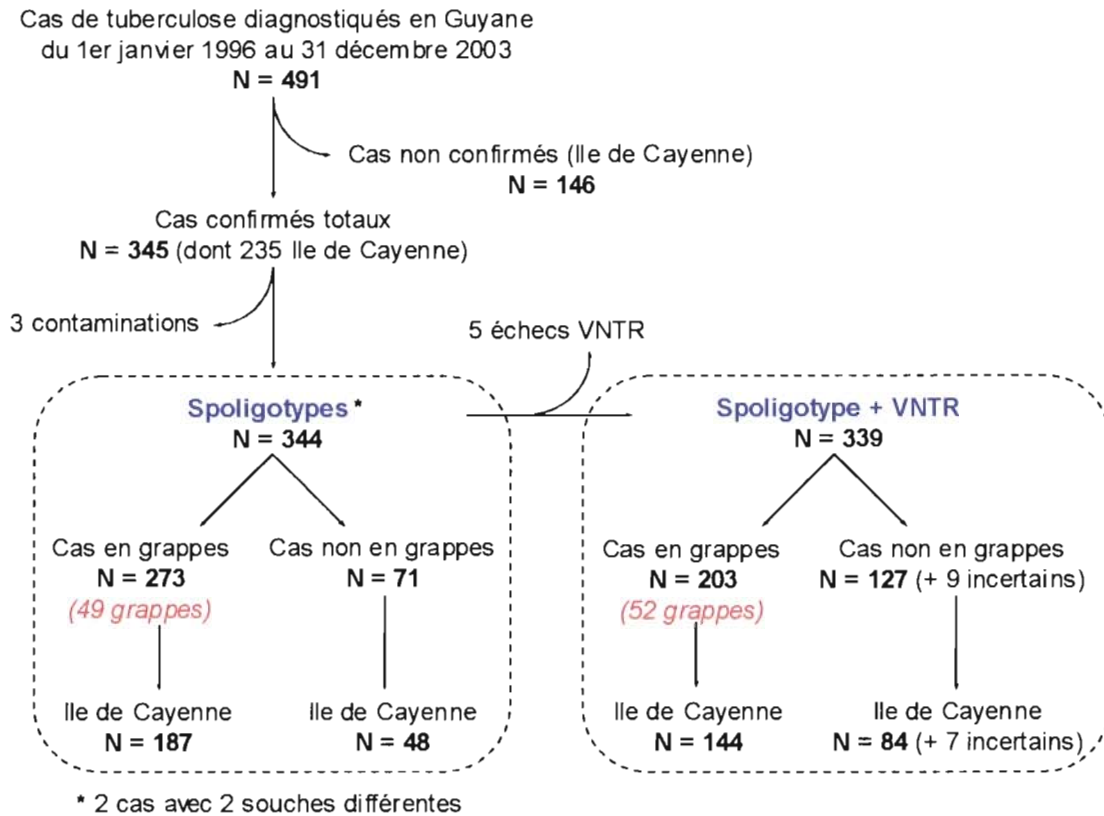 Cas de tuberculose diagnostiqués en Guyane
du 1er janvier 1996 au 31 décembre 2003
N = 491
Cas non confirmés (Ile de Cayenne)
N = 146
Cas confirmés totaux
N = 345 (dont 235 Ile de Cayenne)
3 contaminations
5 échecs VNTR
Spoligotypes *
N = 344
Cas en grappes
N = 273
(49 grappes)
Cas non en grappes
N = 71
Ile de Cayenne
N = 187
Ile de Cayenne
N = 48
Spoligotype + VNTR
N = 339
Cas en grappes
N = 203
(52 grappes)
Cas non en grappes
N = 127 (+ 9 incertains)
Ile de Cayenne
N = 144
Ile de Cayenne
N = 84 (+ 7 incertains)
* 2 cas avec 2 souches différentes